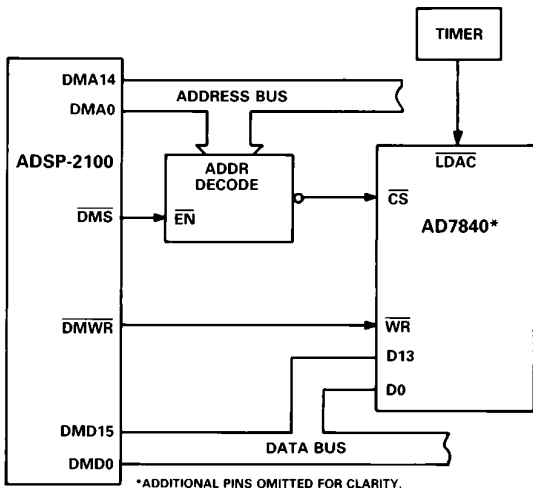 TIMER
DMA14
ADDRESS BUS
DMA0
ADSP-2100
ADDR
DECODE
LDAC
CS
AD7840*
DMS
EN
DMWR
WR
D13
D0
DMD15
DATA BUS
DMD0
*ADDITIONAL PINS OMITTED FOR CLARITY.